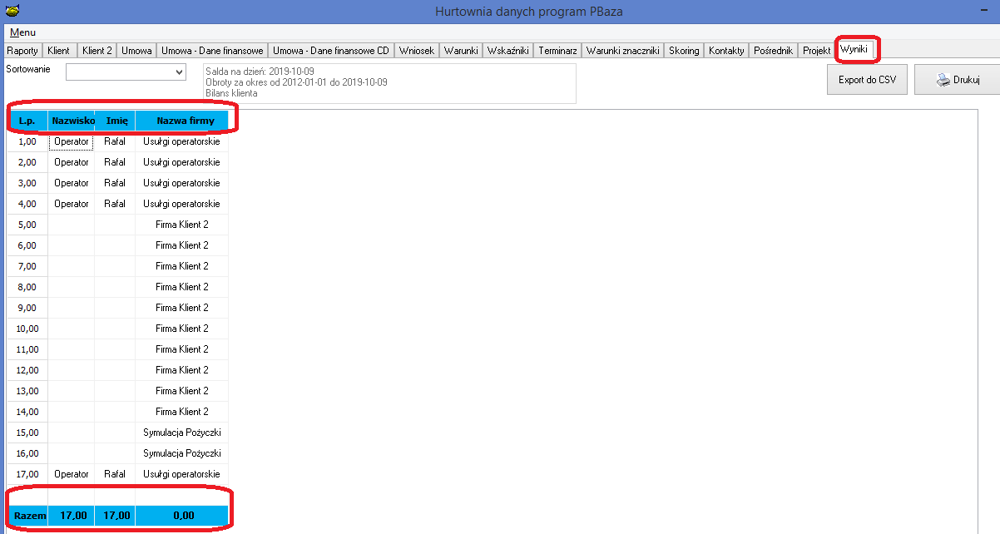 Hurtownia danych program PBaza
Menu
Raporty Klient Klient 2 Umowa Umowa - Dane finansowe Umowa - Dane finansowe CD Wniosek Warunki Wskaźniki Terminarz Warunki znaczniki Skoring Kontakty Pośrednik Projekt Wyniki
Sortowanie
Salda na dzień: 2019-10-09
Obroty za okres od 2012-01-01 do 2019-10-09
Bilans klienta
Export do CSV Drukuj
L.p. Nazwisko Imię Nazwa firmy
1,00 Operator Rafal Usułgi operatorskie
2,00 Operator Rafal Usułgi operatorskie
3,00 Operator Rafal Usułgi operatorskie
4,00 Operator Rafal Usułgi operatorskie
5,00 Firma Klient 2
6,00 Firma Klient 2
7,00 Firma Klient 2
8,00 Firma Klient 2
9,00 Firma Klient 2
10,00 Firma Klient 2
11,00 Firma Klient 2
12,00 Firma Klient 2
13,00 Firma Klient 2
14,00 Firma Klient 2
15,00 Symulacja Pożyczki
16,00 Symulacja Pożyczki
17,00 Operator Rafal Usułgi operatorskie
Razem 17,00 17,00 0,00